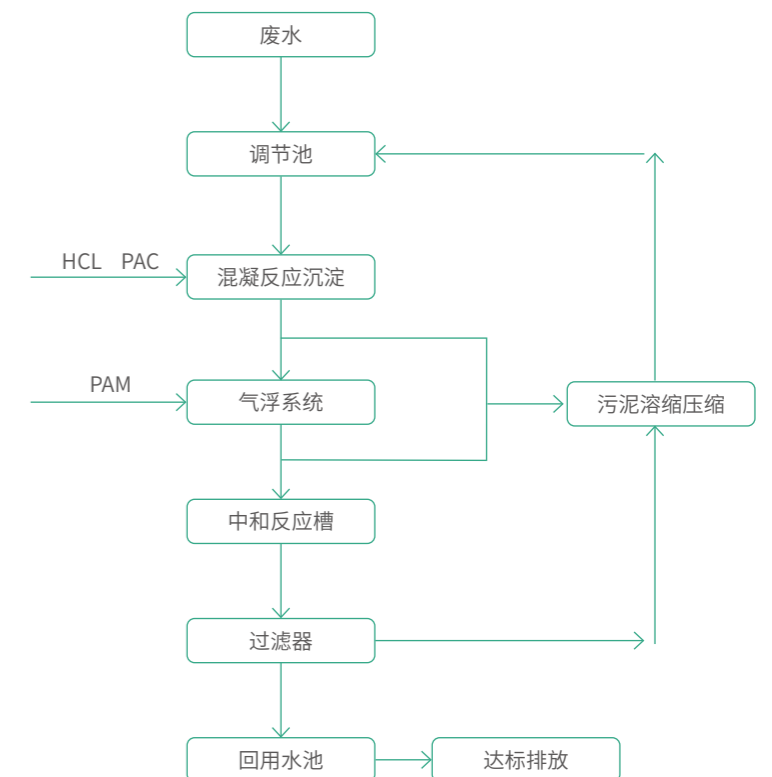 废水
调节池
HCL PAC
混凝反应沉淀
PAM
气浮系统
污泥溶缩压缩
中和反应槽
过滤器
回用水池
达标排放